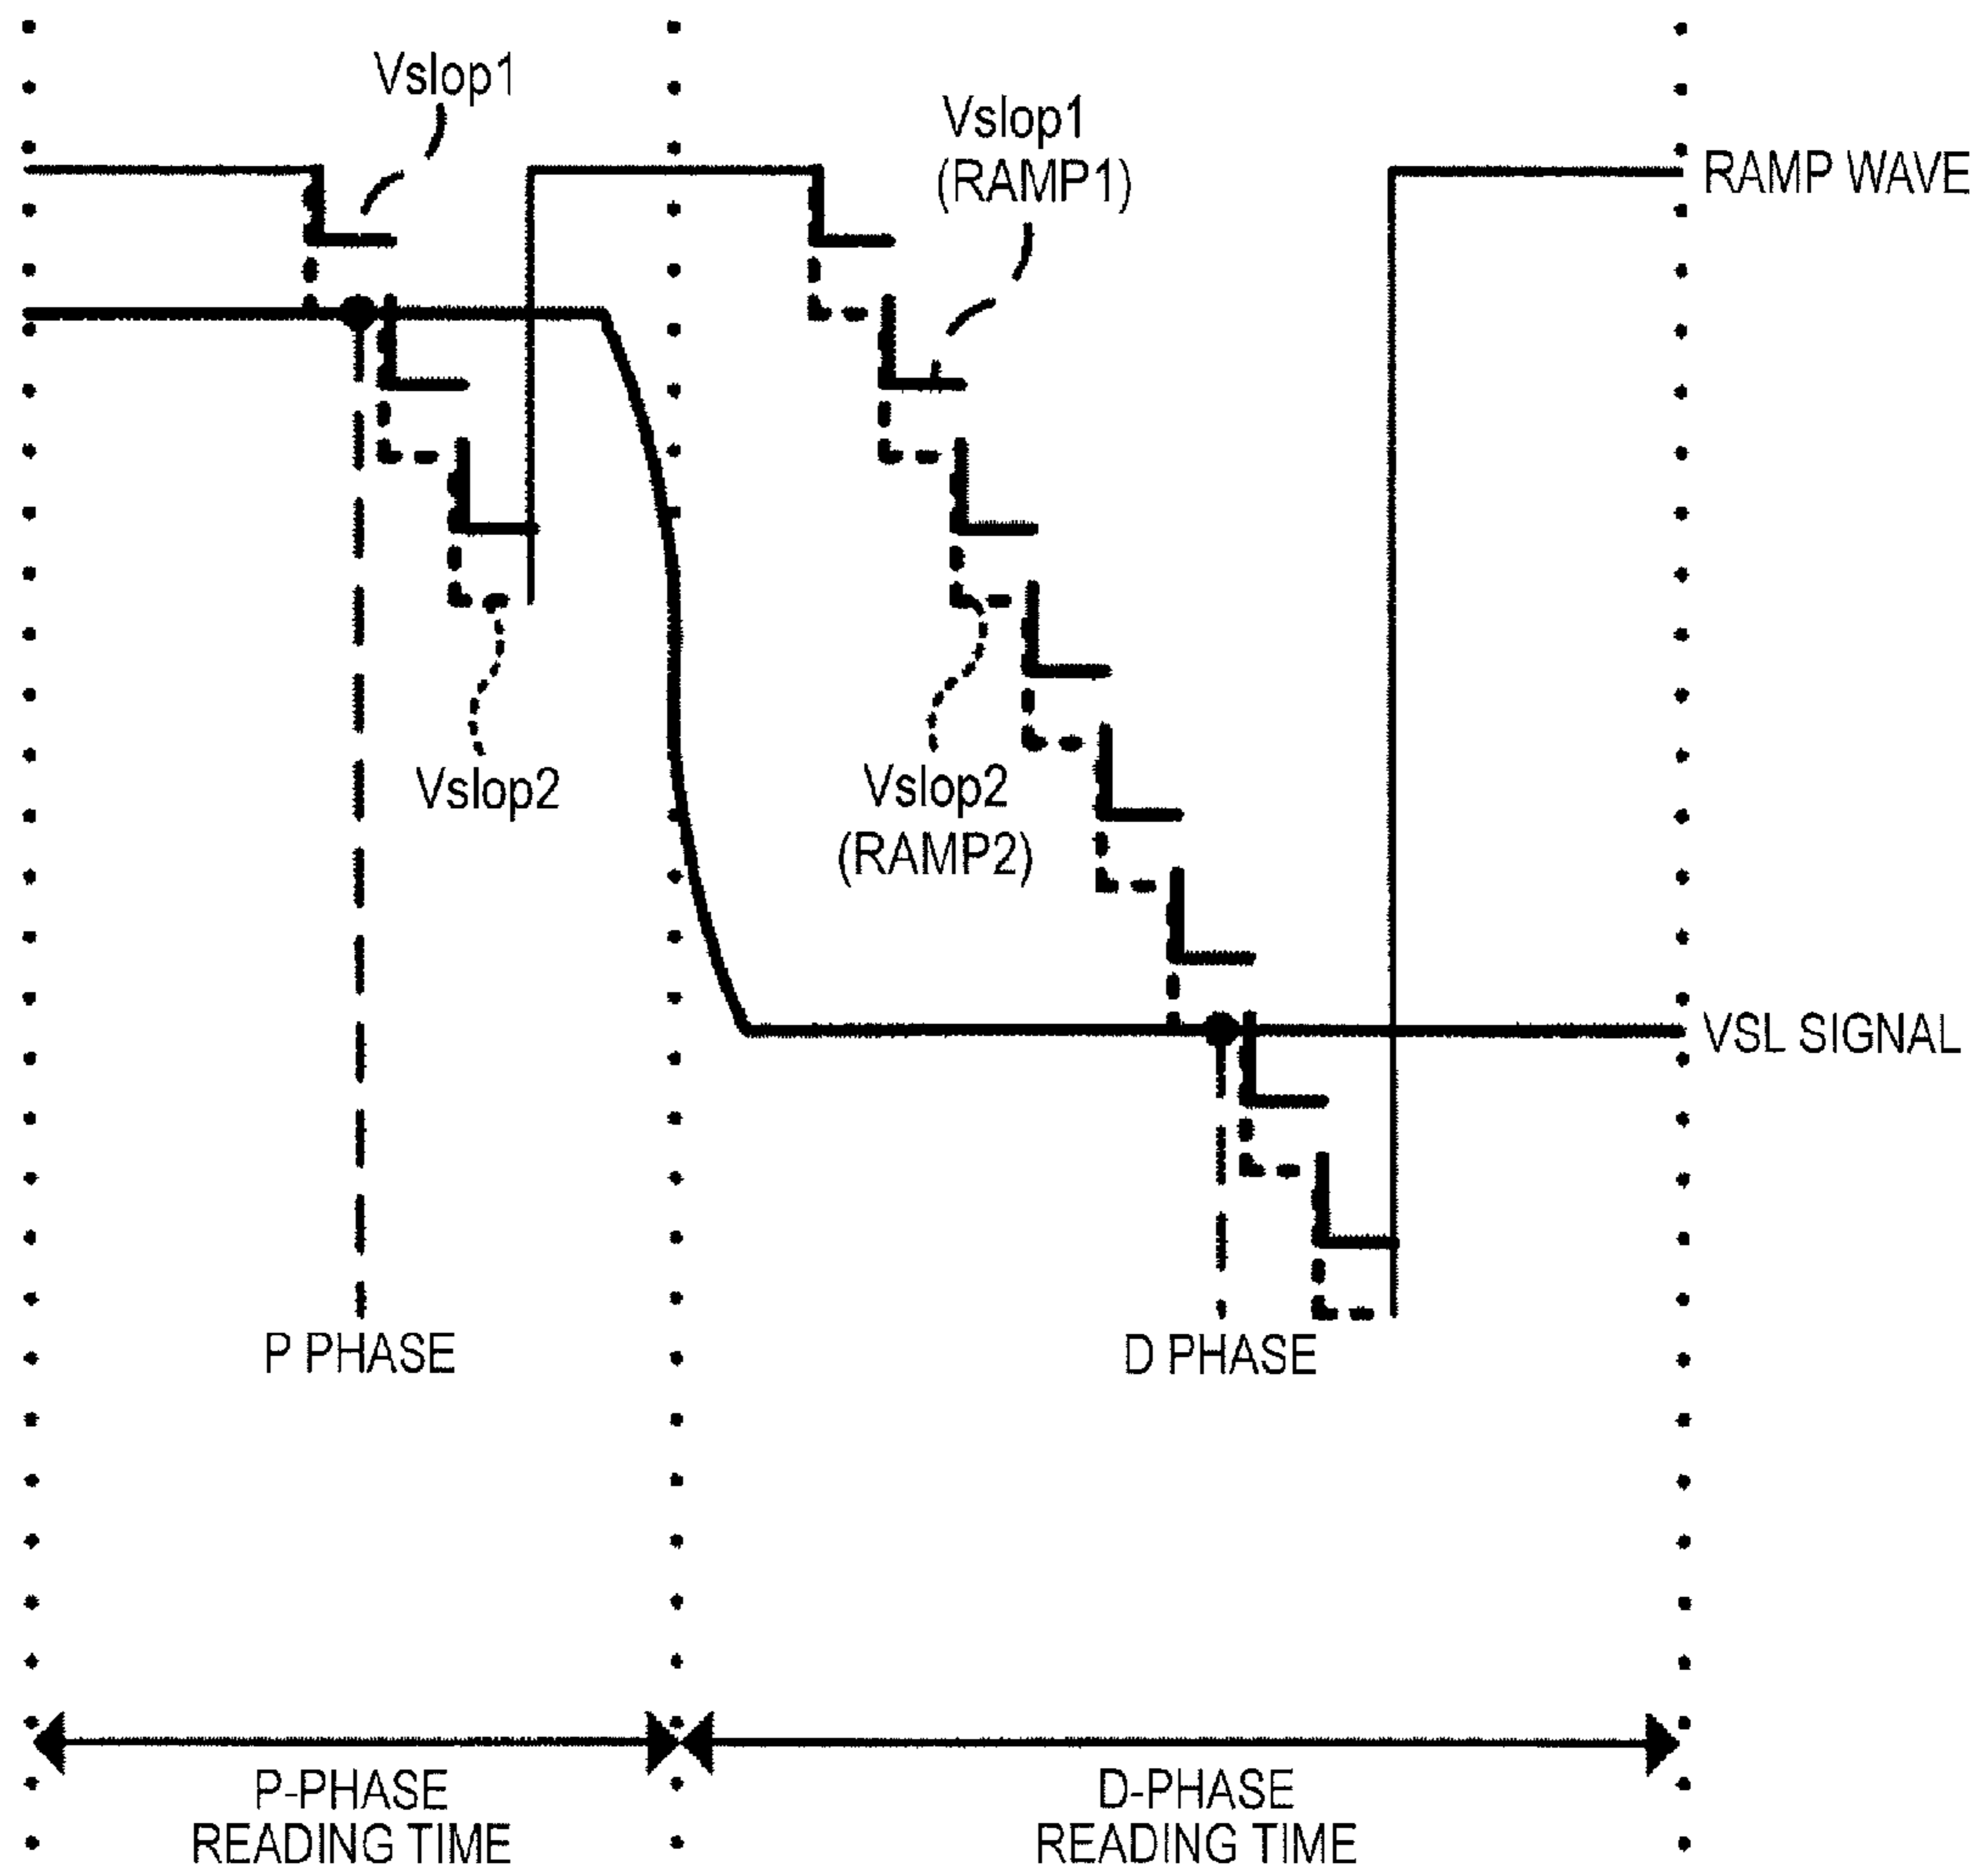 Vslop1
Vslop1
(RAMP1)
RAMP WAVE
Vslop2
Vslop2
(RAMP2)
VSL SIGNAL
P PHASE
D PHASE
P-PHASE
READING TIME
D-PHASE
READING TIME